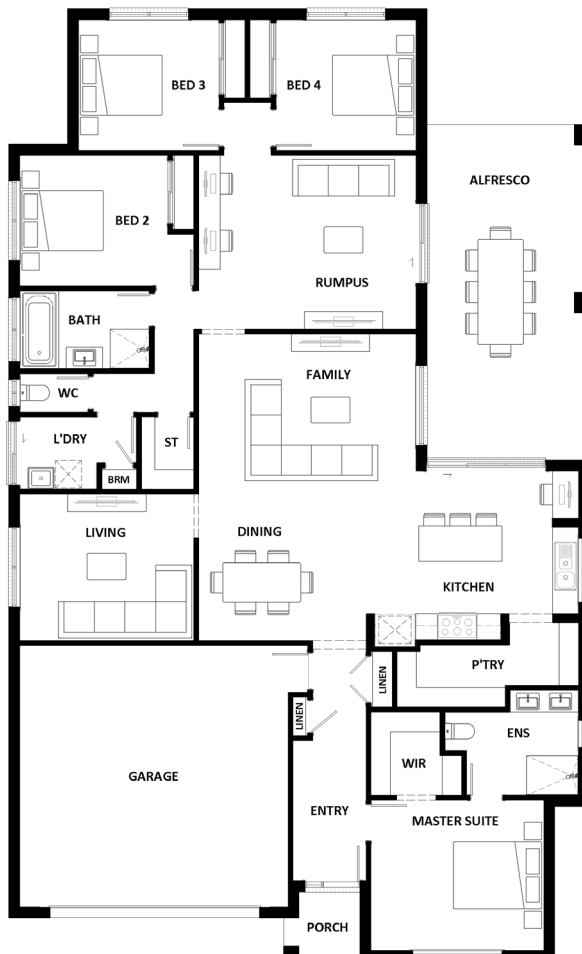 BED 3
BED 4
ALFRESCO
BED 2
RUMPUS
BATH
FAMILY
WC
L'DRY
ST
BRM
LIVING
DINING
KITCHEN
P'TRY
LINEN
LINEN
ENS
WIR
GARAGE
ENTRY
MASTER SUITE
PORCH